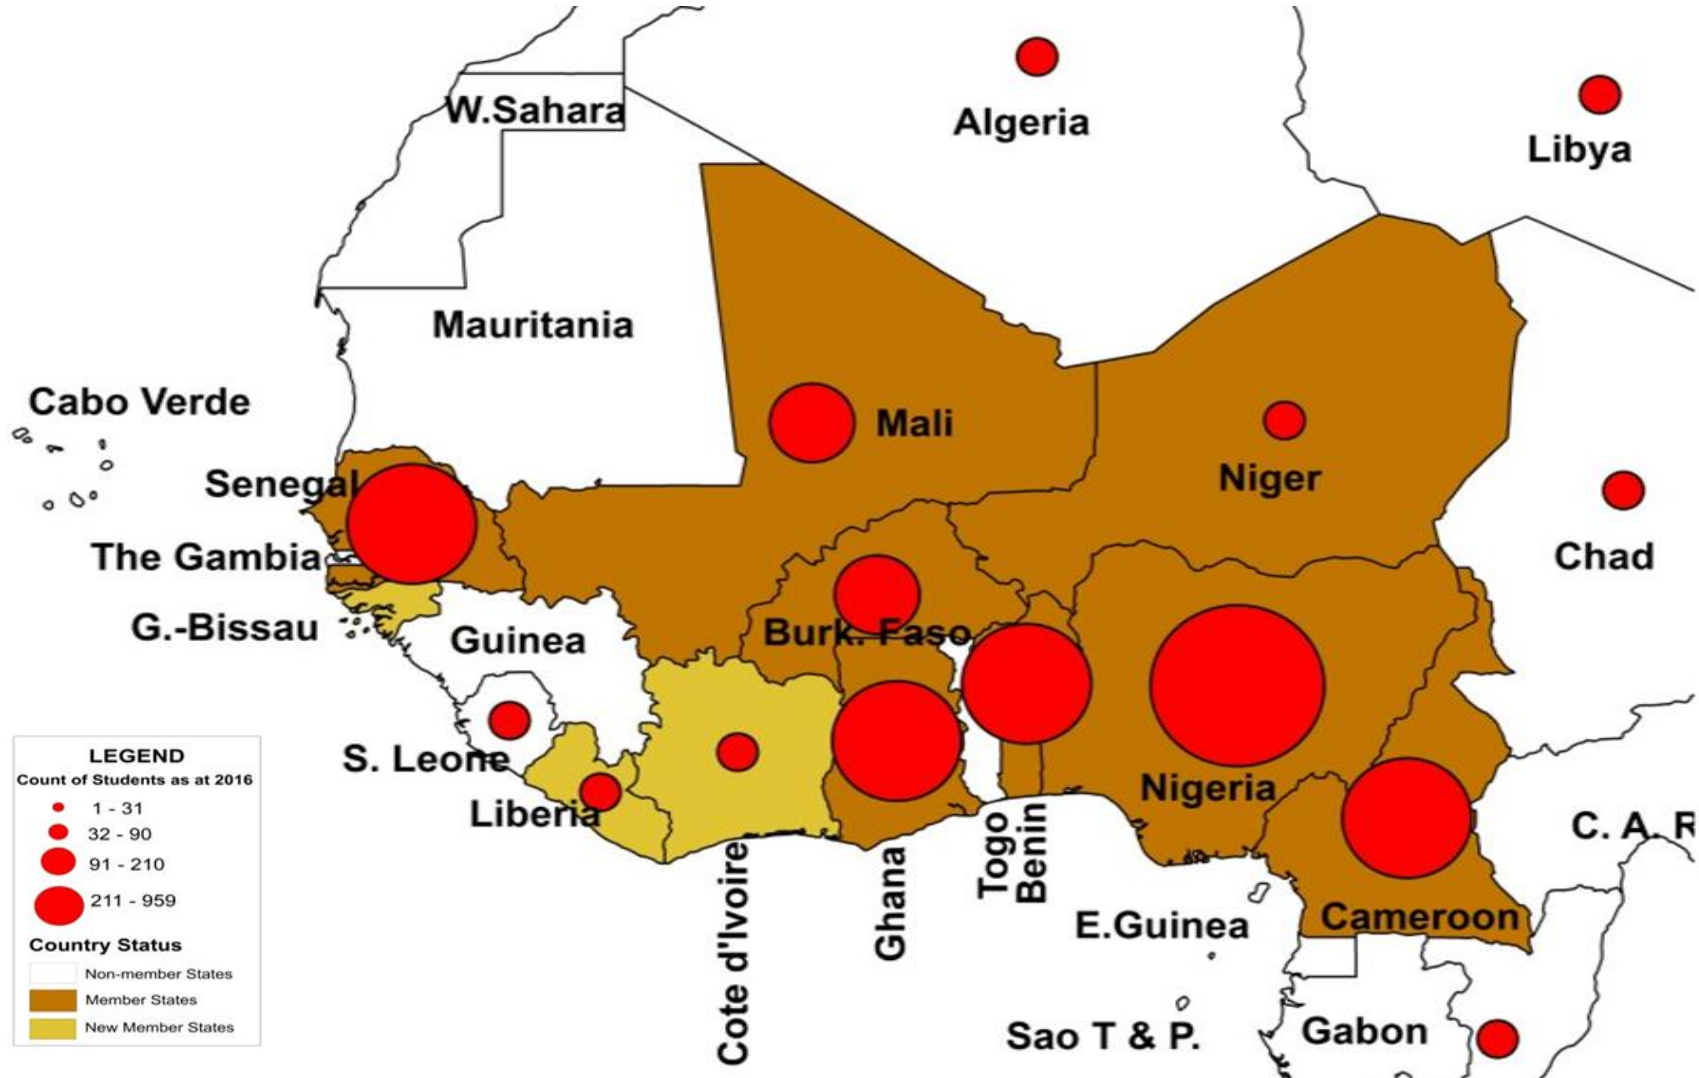 W.Sahara
Algeria
Libya
Mauritania
Cabo Verde
Mali
Niger
Senegal
Chad
The Gambia
G.-Bissau
Guinea
Burk. Faso
S. Leone
Liberia
Nigeria
Togo
Benin
C. A. R
Cote d'Ivoire
Ghana
E.Guinea
Cameroon
Sao T & P.
Gabon
LEGEND
Count of Students as at 2016
1 - 31
32 - 90
91 - 210
211 - 959
Country Status
Non-member States
Member States
New Member States